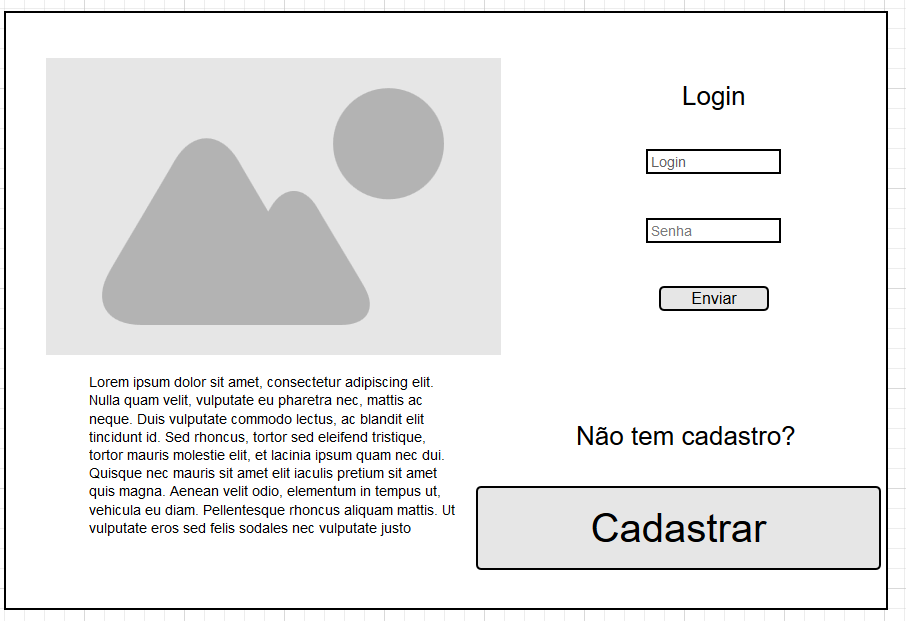 Login
Login
Senha
Enviar
Lorem ipsum dolor sit amet, consectetur adipiscing elit.
Nulla quam velit, vulputate eu pharetra nec, mattis ac
neque. Duis vulputate commodo lectus, ac blandit elit
tincidunt id. Sed rhoncus, tortor sed eleifend tristique,
tortor mauris molestie elit, et lacinia ipsum quam nec dui.
Quisque nec mauris sit amet elit iaculis pretium sit amet
quis magna. Aenean velit odio, elementum in tempus ut,
vehicula eu diam. Pellentesque rhoncus aliquam mattis. Ut
vulputate eros sed felis sodales nec vulputate justo
Não tem cadastro?
Cadastrar